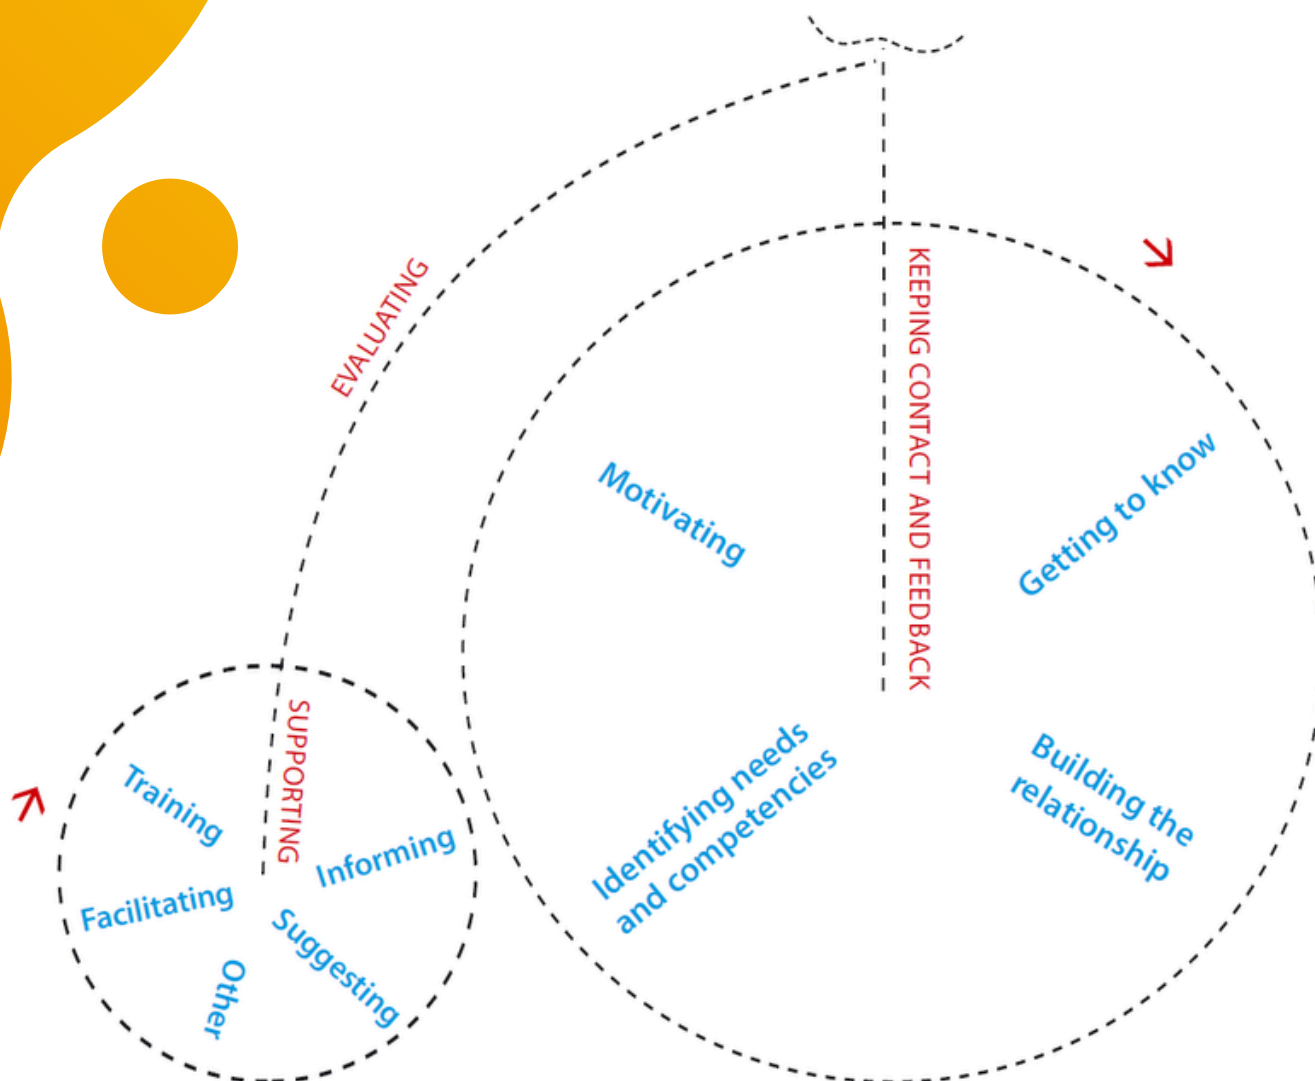 EVALUATING
KEEPING CONTACT AND FEEDBACK
Motivating
Getting to know
Building the
relationship
Identifying needs
and competencies
SUPPORTING
Training
Informing
Facilitating
Suggesting
Other